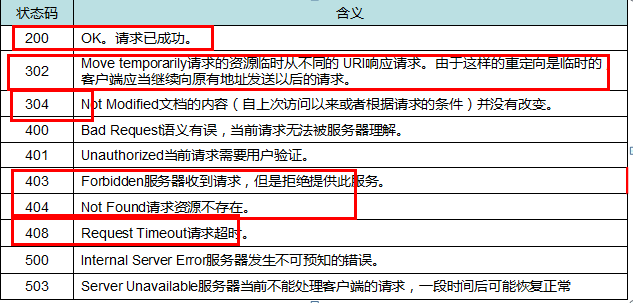 状态码 含义
200 OK。请求已成功。
302 Move temporarily请求的资源临时从不同的 URI响应请求。由于这样的重定向是临时的
客户端应当继续向原有地址发送以后的请求。
304 Not Modified文档的内容（自上次访问以来或者根据请求的条件）并没有改变。
400 Bad Request语义有误，当前请求无法被服务器理解。
401 Unauthorized当前请求需要用户验证。
403 Forbidden服务器收到请求，但是拒绝提供此服务。
404 Not Found请求资源不存在。
408 Request Timeout请求超时。
500 Internal Server Error服务器发生不可预知的错误。
503 Server Unavailable服务器当前不能处理客户端的请求，一段时间后可能恢复正常